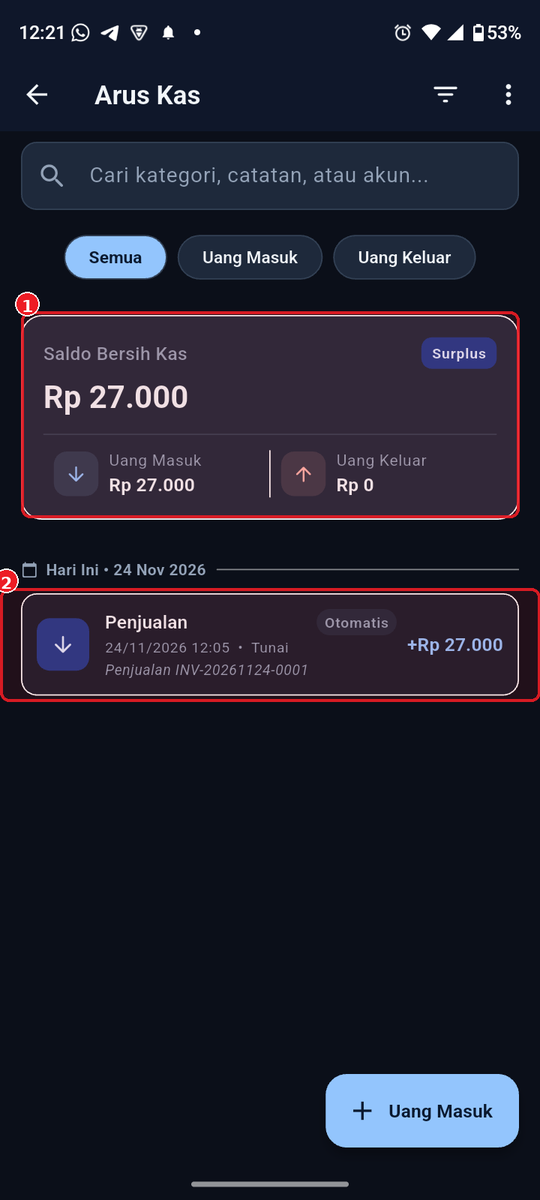 12:21
53%
Arus Kas
Cari kategori, catatan, atau akun...
Semua
Uang Masuk
Uang Keluar
1
Saldo Bersih Kas
Surplus
Rp 27.000
Uang Masuk
Rp 27.000
Uang Keluar
Rp 0
Hari Ini • 24 Nov 2026
2
Penjualan
Otomatis
24/11/2026 12:05 • Tunai
+Rp 27.000
Penjualan INV-20261124-0001
+ Uang Masuk